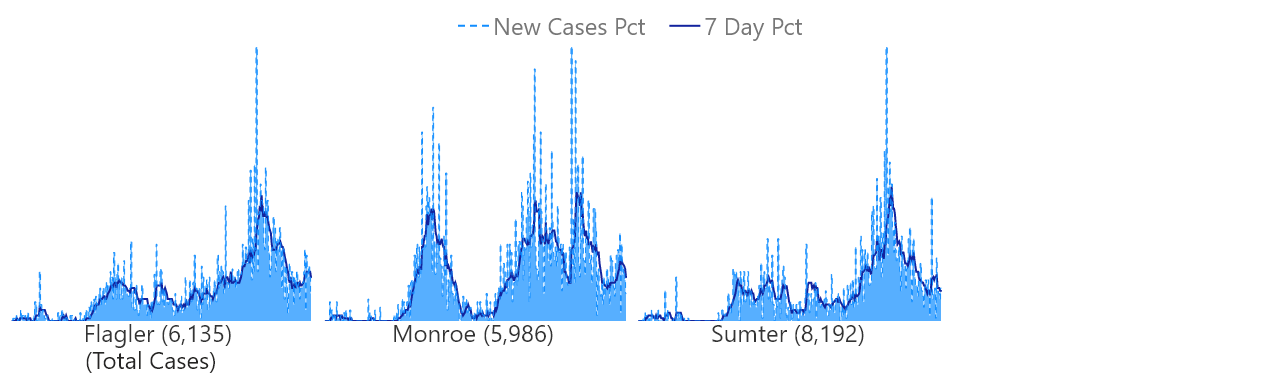 New Cases Pct 7 Day Pct
Flagler (6,135) Monroe (5,986) Sumter (8,192)
(Total Cases)